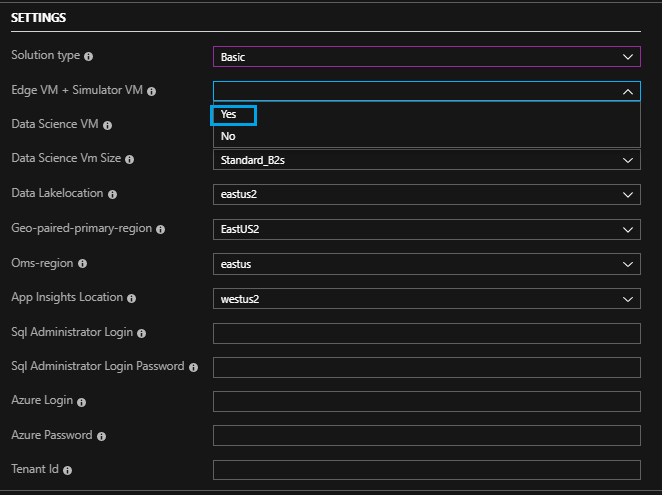 SETTINGS
Solution type
Basic
Edge VM + Simulator VM
Yes
Data Science VM
No
Data Science Vm Size
Standard_B2s
Data Lakelocation
eastus2
Geo-paired-primary-region
EastUS2
Oms-region
eastus
App Insights Location
westus2
Sql Administrator Login
Sql Administrator Login Password
Azure Login
Azure Password
Tenant Id